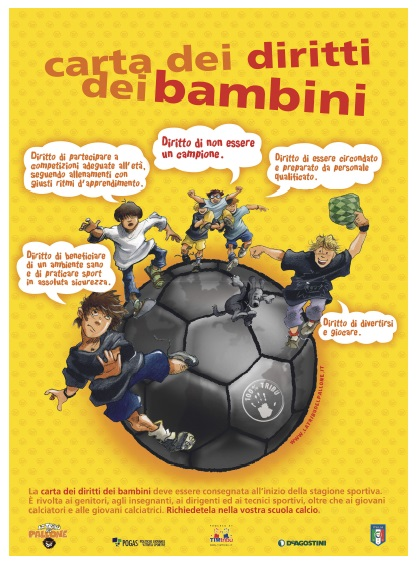 carta dei diritti
dei bambini
Diritto di non essere
un campione.
Diritto di partecipare a
competizioni adeguate all'età,
seguendo allenamenti con
giusti ritmi d'apprendimento.
Diritto di essere circondato
e preparato da personale
qualificato.
Diritto di beneficiare
di un ambiente sano
e di praticare sport
in assoluta sicurezza.
Diritto di divertirsi
e giocare.
100% TRIBÙ
WWW.LATRIBUDELPALLONE.IT
La carta dei diritti dei bambini deve essere consegnata all'inizio della stagione sportiva.
È rivolta ai genitori, agli insegnanti, ai dirigenti ed ai tecnici sportivi, oltre che ai giovani
calciatori e alle giovani calciatrici. Richiedetela nella vostra scuola calcio.
PALLONE
POGAS
DEAGOSTINI